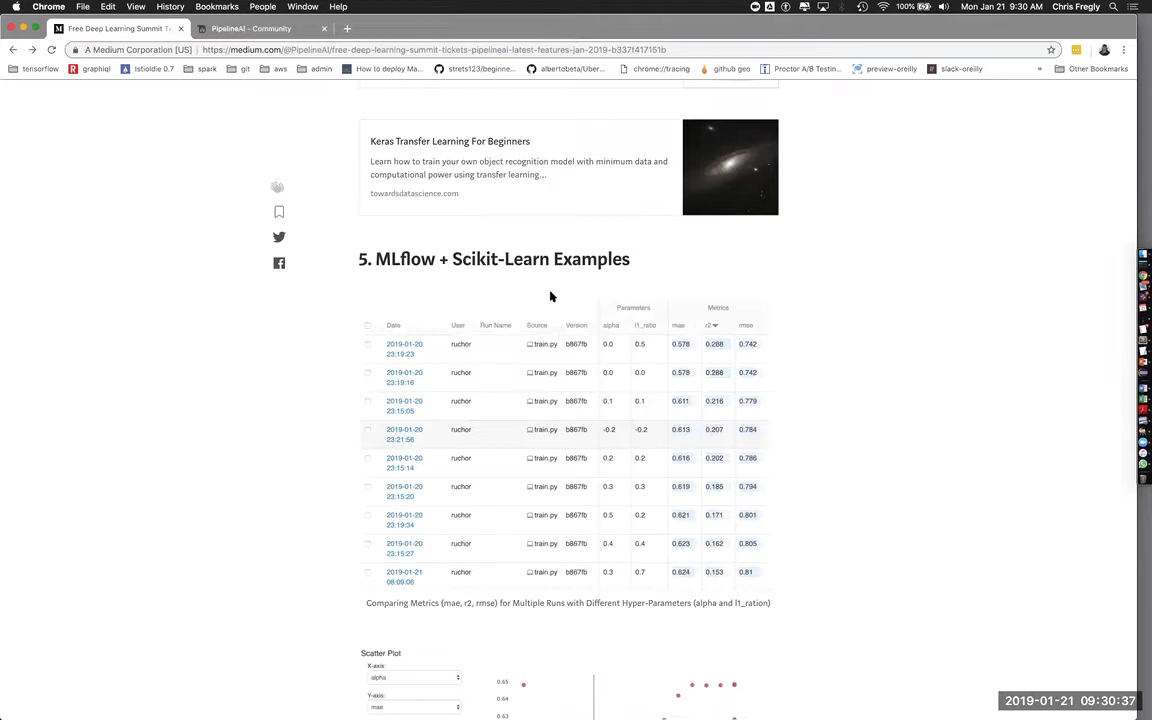 Chrome File Edit View History Bookmarks People Window Help 100% Mon Jan 21 9:30 AM Chris Fregly
Free Deep Learning Summit T PipelineAI - Community
A Medium Corporation [US] https://medium.com/@PipelineAI/free-deep-learning-summit-tickets-pipelineai-latest-features-jan-2019-b337f417151b
tensorflow graphiql istioldie 0.7 spark git aws admin How to deploy Ma... strets123/beginne... albertobeta/Uber... chrome://tracing github geo Proctor A/B Testin... preview-oreilly slack-oreilly » Other Bookmarks
Keras Transfer Learning For Beginners
Learn how to train your own object recognition model with minimum data and
computational power using transfer learning...
towardsdatascience.com
5. MLflow + Scikit-Learn Examples
Parameters Metrics
Date User Run Name Source Version alpha l1_ratio mae r2 rmse
2019-01-20 ruchor train.py b867fb 0.0 0.5 0.578 0.288 0.742
23:19:23
2019-01-20 ruchor train.py b867fb 0.0 0.0 0.578 0.288 0.742
23:19:16
2019-01-20 ruchor train.py b867fb 0.1 0.1 0.611 0.216 0.779
23:15:05
2019-01-20 ruchor train.py b867fb -0.2 -0.2 0.613 0.207 0.784
23:21:56
2019-01-20 ruchor train.py b867fb 0.2 0.2 0.616 0.202 0.786
23:15:14
2019-01-20 ruchor train.py b867fb 0.3 0.3 0.619 0.185 0.794
23:15:20
2019-01-20 ruchor train.py b867fb 0.5 0.2 0.621 0.171 0.801
23:19:34
2019-01-20 ruchor train.py b867fb 0.4 0.4 0.623 0.162 0.805
23:15:27
2019-01-21 ruchor train.py b867fb 0.3 0.7 0.624 0.153 0.81
08:09:06
Comparing Metrics (mae, r2, rmse) for Multiple Runs with Different Hyper-Parameters (alpha and l1_ration)
Scatter Plot
X-axis:
alpha
0.65
Y-axis:
0.64
mae
0.63
2019-01-21 09:30:37